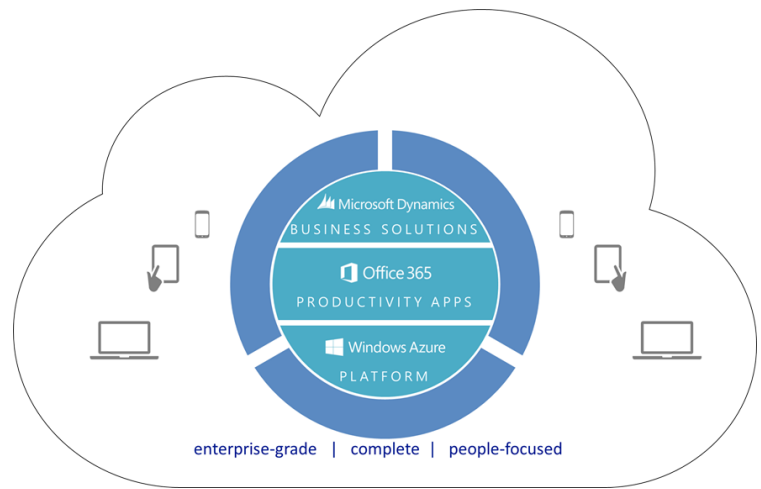 Microsoft Dynamics
BUSINESS SOLUTIONS
Office 365
PRODUCTIVITY APPS
Windows Azure
PLATFORM
enterprise-grade | complete | people-focused